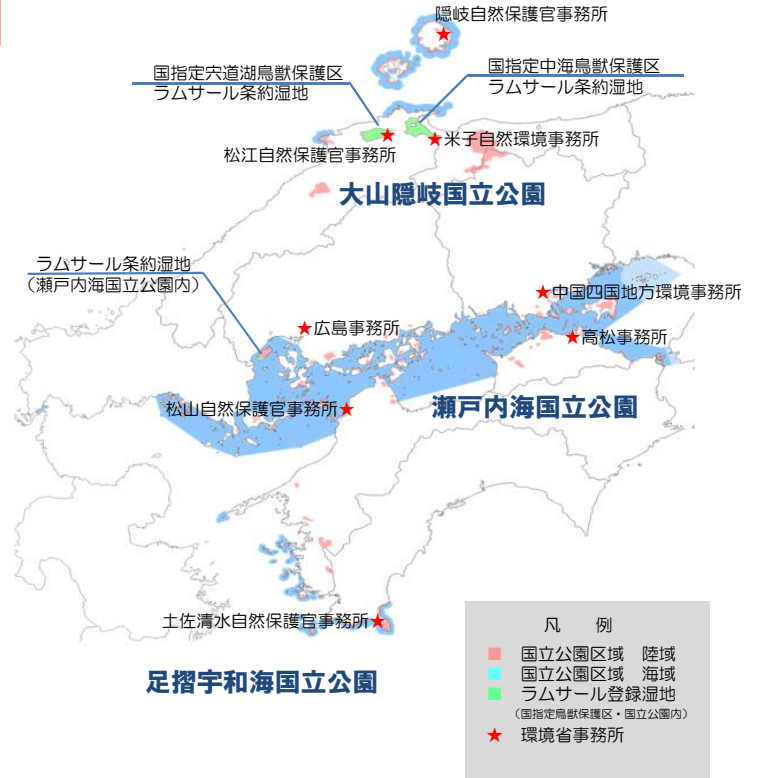 隠岐自然保護官事務所
国指定宍道湖鳥獣保護区
ラムサール条約湿地
国指定中海鳥獣保護区
ラムサール条約湿地
米子自然環境事務所
松江自然保護官事務所
大山隠岐国立公園
ラムサール条約湿地
（瀬戸内海国立公園内）
中国四国地方環境事務所
広島事務所
高松事務所
松山自然保護官事務所
瀬戸内海国立公園
土佐清水自然保護官事務所
足摺宇和海国立公園
凡　例
国立公園区域　陸域
国立公園区域　海域
ラムサール登録湿地
（国指定鳥獣保護区・国立公園内）
環境省事務所